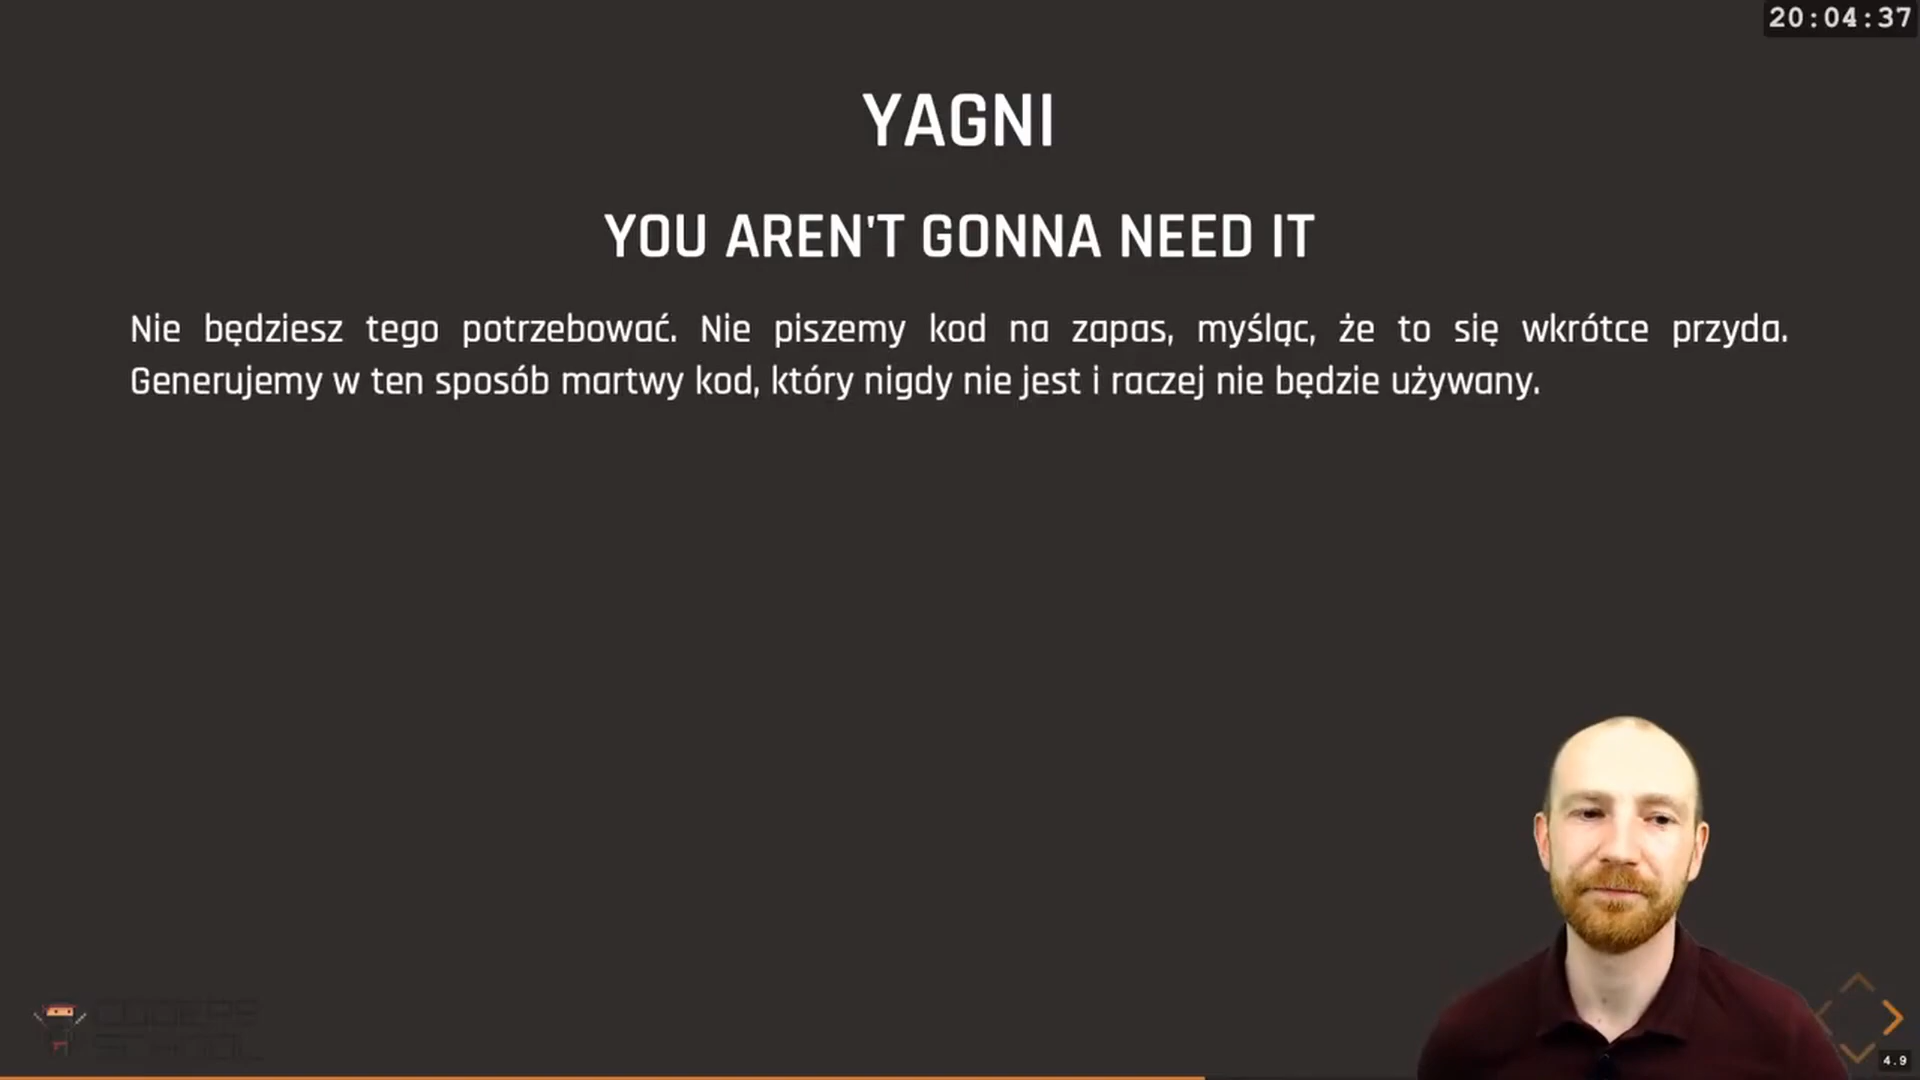 20:04:37
YAGNI
YOU AREN'T GONNA NEED IT
Nie będziesz tego potrzebować. Nie piszemy kod na zapas, myśląc, że to się wkrótce przyda.
Generujemy w ten sposób martwy kod, który nigdy nie jest i raczej nie będzie używany.
CODERS
SCHOOL
4.9